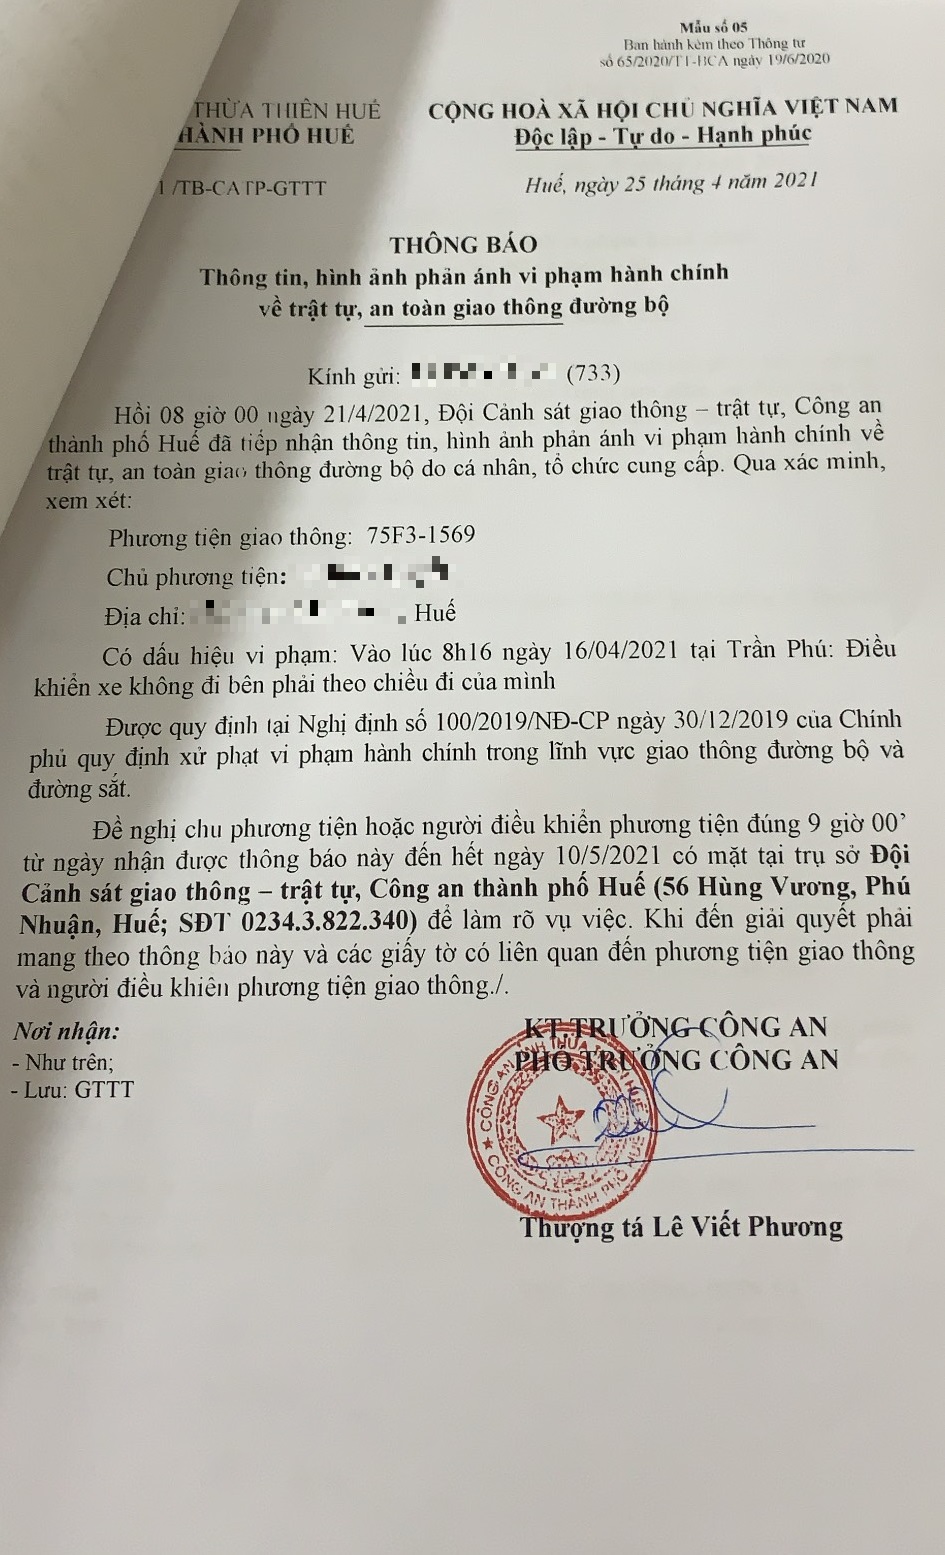 Mẫu số 05
Ban hành kèm theo Thông tư
số 65/2020/TT-BCA ngày 19/6/2020
THỪA THIÊN HUẾ
THÀNH PHỐ HUẾ
CỘNG HOÀ XÃ HỘI CHỦ NGHĨA VIỆT NAM
Độc lập - Tự do - Hạnh phúc
1 /TB-CATP-GTTT
Huế, ngày 25 tháng 4 năm 2021
THÔNG BÁO
Thông tin, hình ảnh phản ánh vi phạm hành chính
về trật tự, an toàn giao thông đường bộ
Kính gửi: (733)
Hồi 08 giờ 00 ngày 21/4/2021, Đội Cảnh sát giao thông – trật tự, Công an
thành phố Huế đã tiếp nhận thông tin, hình ảnh phản ánh vi phạm hành chính về
trật tự, an toàn giao thông đường bộ do cá nhân, tổ chức cung cấp. Qua xác minh,
xem xét:
Phương tiện giao thông: 75F3-1569
Chủ phương tiện:
Địa chỉ: , Huế
Có dấu hiệu vi phạm: Vào lúc 8h16 ngày 16/04/2021 tại Trần Phú: Điều
khiển xe không đi bên phải theo chiều đi của mình
Được quy định tại Nghị định số 100/2019/NĐ-CP ngày 30/12/2019 của Chính
phủ quy định xử phạt vi phạm hành chính trong lĩnh vực giao thông đường bộ và
đường sắt.
Đề nghị chu phương tiện hoặc người điều khiển phương tiện đúng 9 giờ 00’
từ ngày nhận được thông báo này đến hết ngày 10/5/2021 có mặt tại trụ sở Đội
Cảnh sát giao thông – trật tự, Công an thành phố Huế (56 Hùng Vương, Phú
Nhuận, Huế; SĐT 0234.3.822.340) để làm rõ vụ việc. Khi đến giải quyết phải
mang theo thông báo này và các giấy tờ có liên quan đến phương tiện giao thông
và người điều khiển phương tiện giao thông./.
Nơi nhận:
- Như trên;
- Lưu: GTTT
KT.TRƯỞNG CÔNG AN
PHÓ TRƯỞNG CÔNG AN
CÔNG AN TỈNH THỪA THIÊN HUẾ
CÔNG AN THÀNH PHỐ HUẾ
Thượng tá Lê Viết Phương